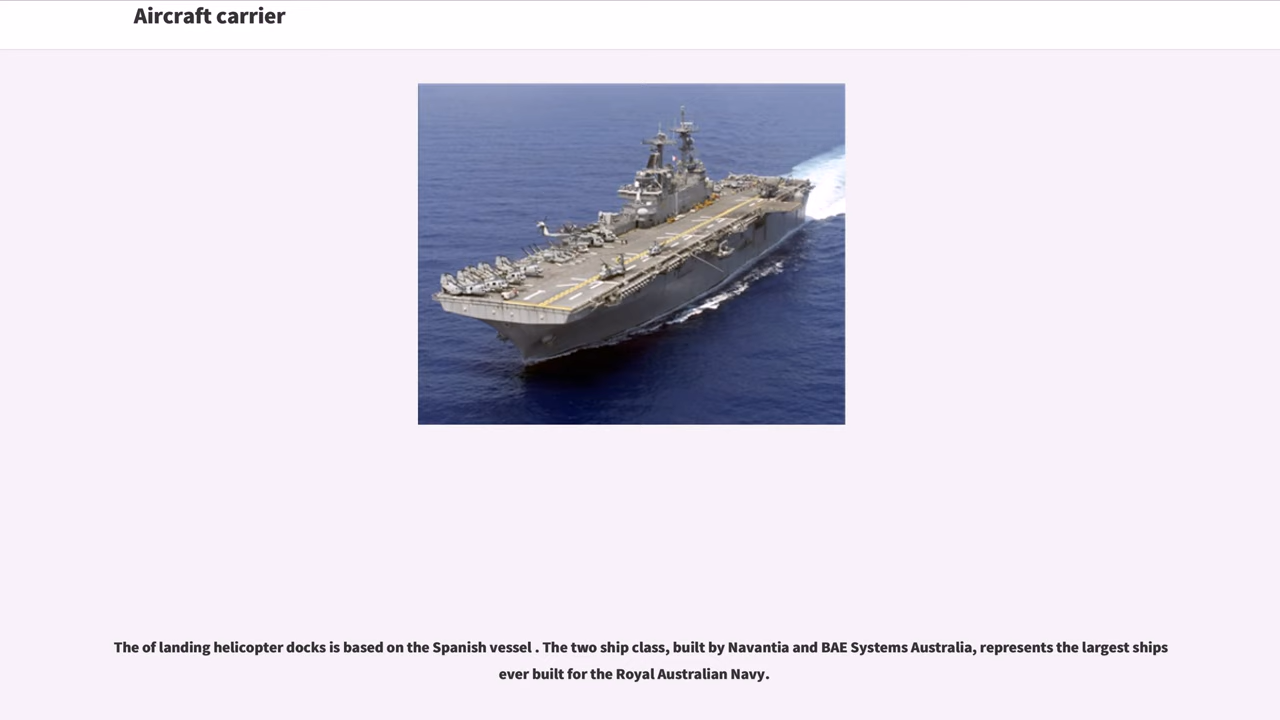 Aircraft carrier
The of landing helicopter docks is based on the Spanish vessel . The two ship class, built by Navantia and BAE Systems Australia, represents the largest ships
ever built for the Royal Australian Navy.